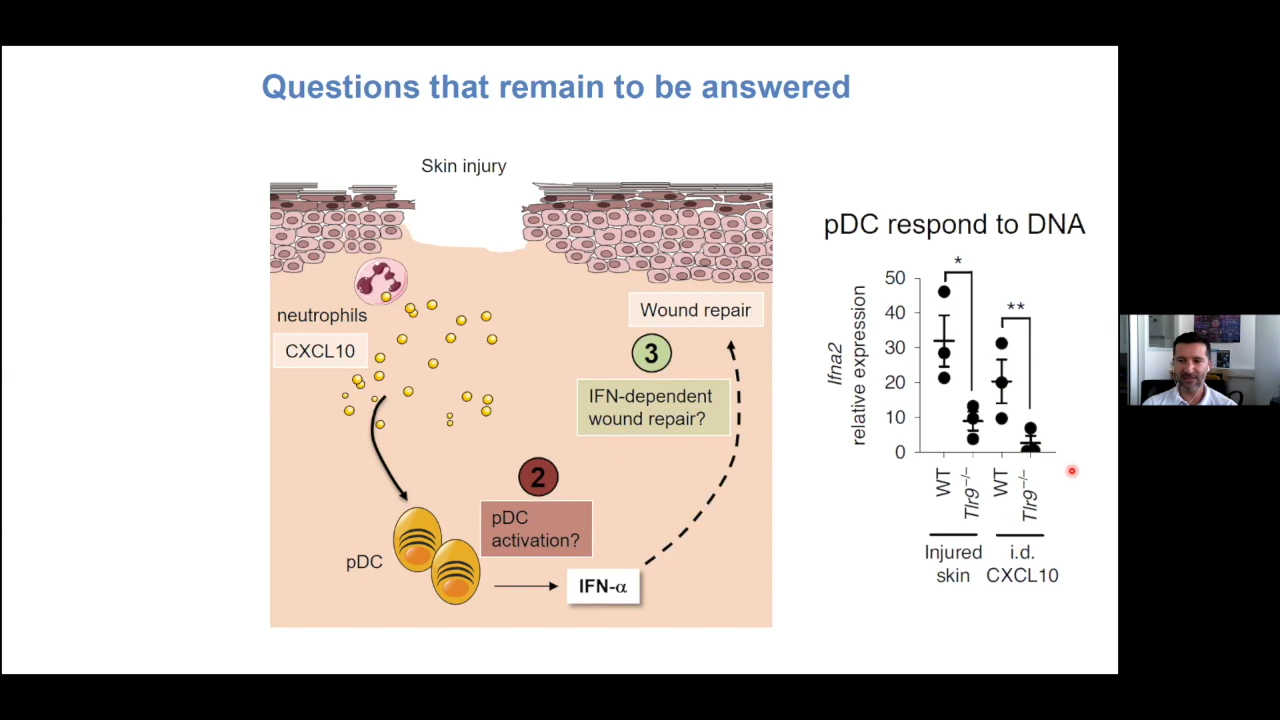 Questions that remain to be answered
Skin injury
neutrophils
CXCL10
Wound repair
3
IFN-dependent
wound repair?
2
pDC
activation?
pDC
IFN-α
pDC respond to DNA
Ifna2
relative expression
50
40
30
20
10
0
*
**
WT
Tlr9−/−
WT
Tlr9−/−
Injured
skin
i.d.
CXCL10